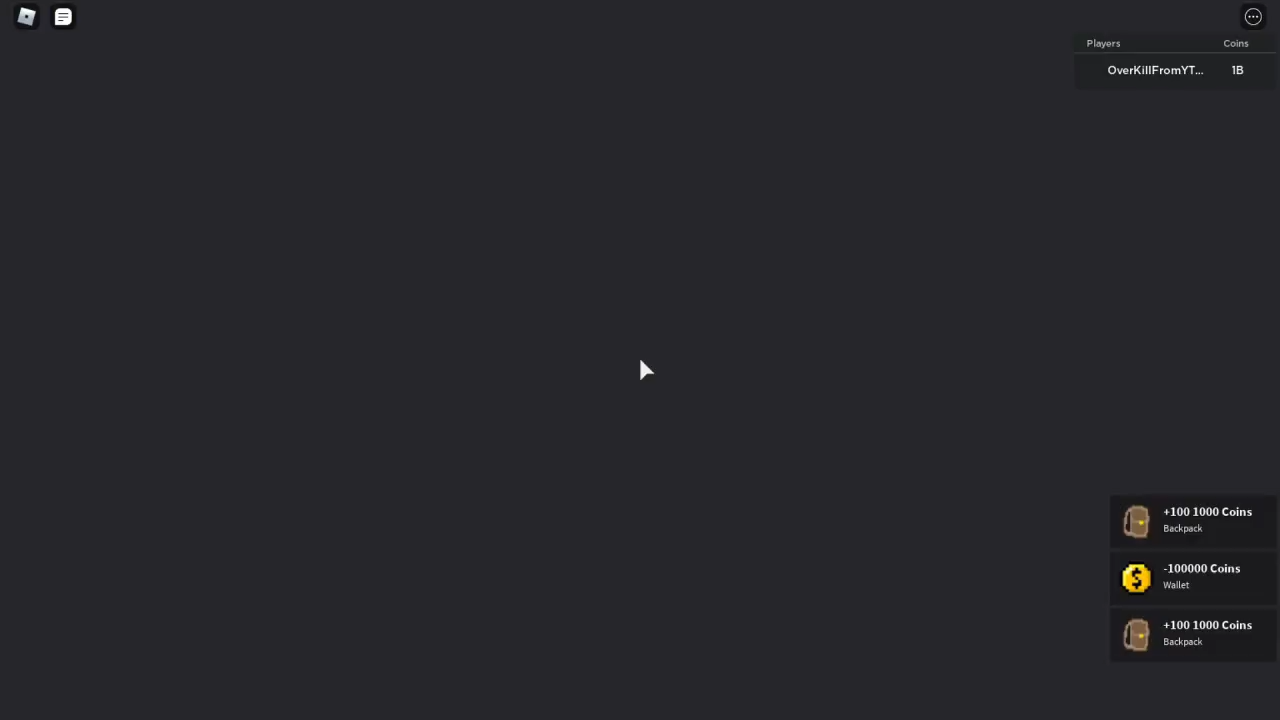 Players Coins
OverKillFromYT... 1B
+100 1000 Coins
Backpack
-100000 Coins
Wallet
+100 1000 Coins
Backpack